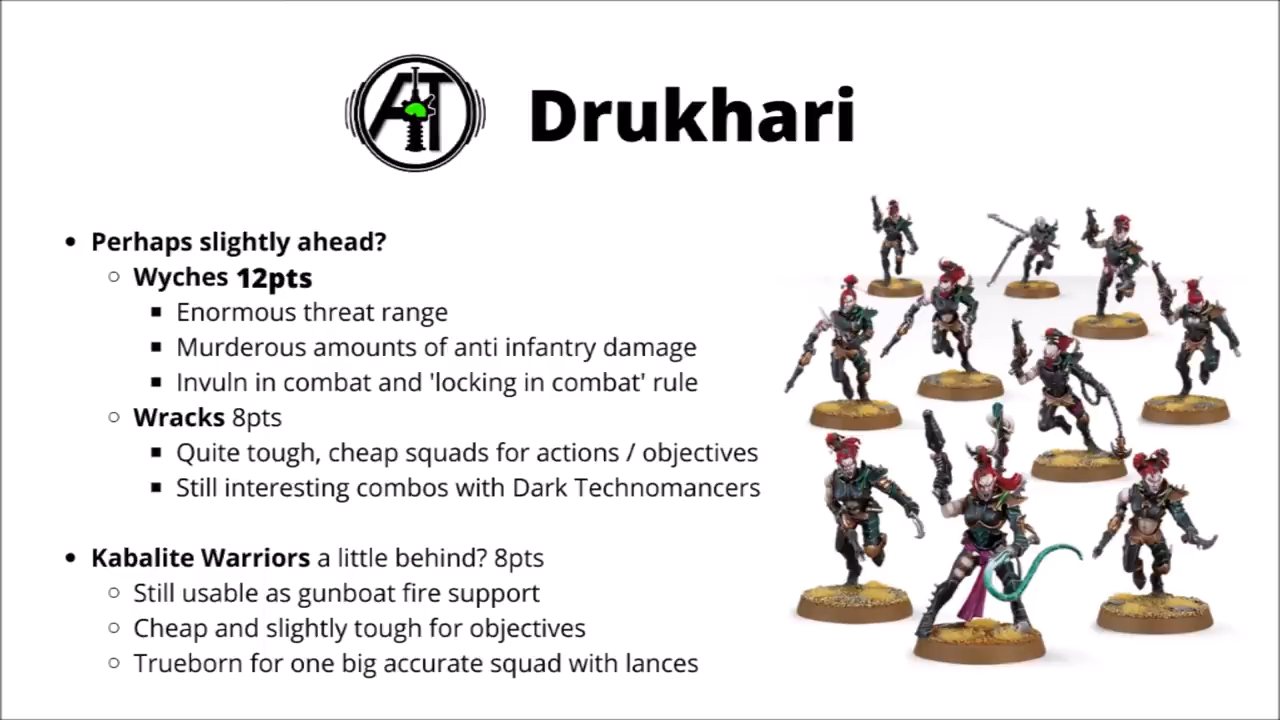 AT
Drukhari
• Perhaps slightly ahead?
○ Wyches 12pts
▪ Enormous threat range
▪ Murderous amounts of anti infantry damage
▪ Invuln in combat and 'locking in combat' rule
○ Wracks 8pts
▪ Quite tough, cheap squads for actions / objectives
▪ Still interesting combos with Dark Technomancers
• Kabalite Warriors a little behind? 8pts
○ Still usable as gunboat fire support
○ Cheap and slightly tough for objectives
○ Trueborn for one big accurate squad with lances